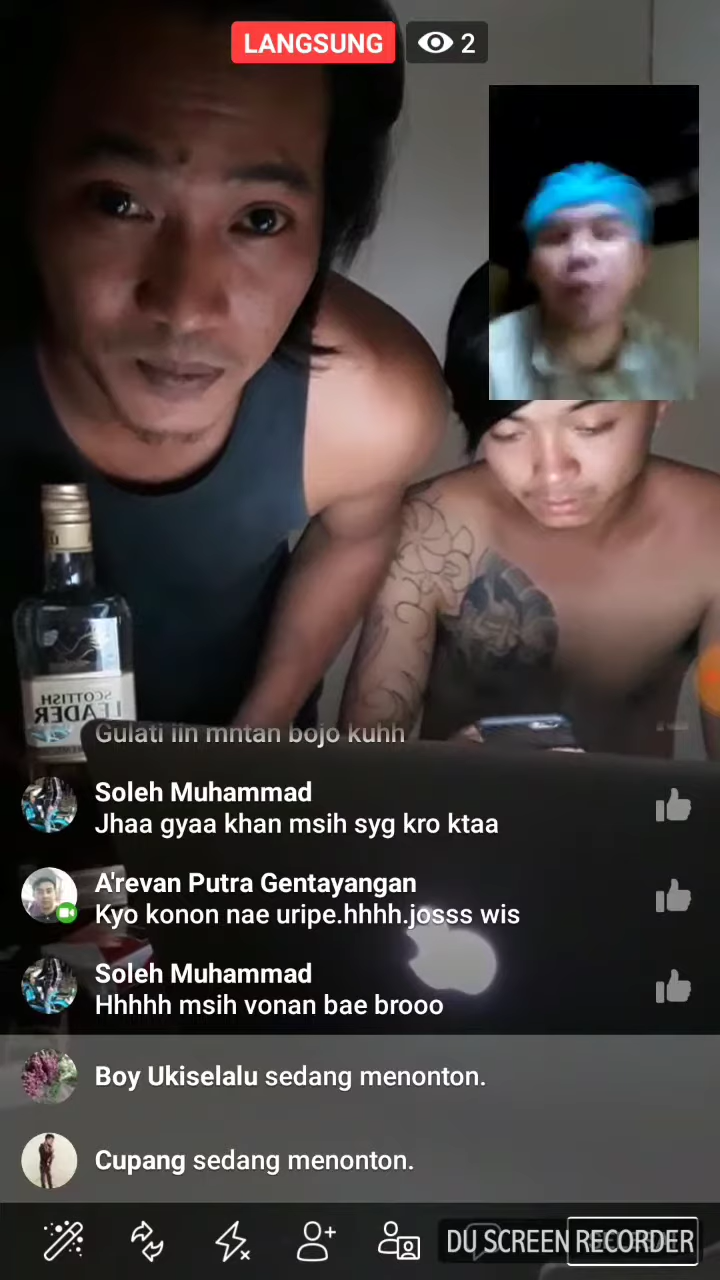 LANGSUNG 2
SCOTTISH
LEADER
Gulati iin mntan bojo kuhh
Soleh Muhammad
Jhaa gyaa khan msih syg kro ktaa
A'revan Putra Gentayangan
Kyo konon nae uripe.hhhh.josss wis
Soleh Muhammad
Hhhhh msih vonan bae brooo
Boy Ukiselalu sedang menonton.
Cupang sedang menonton.
DU SCREEN RECORDER